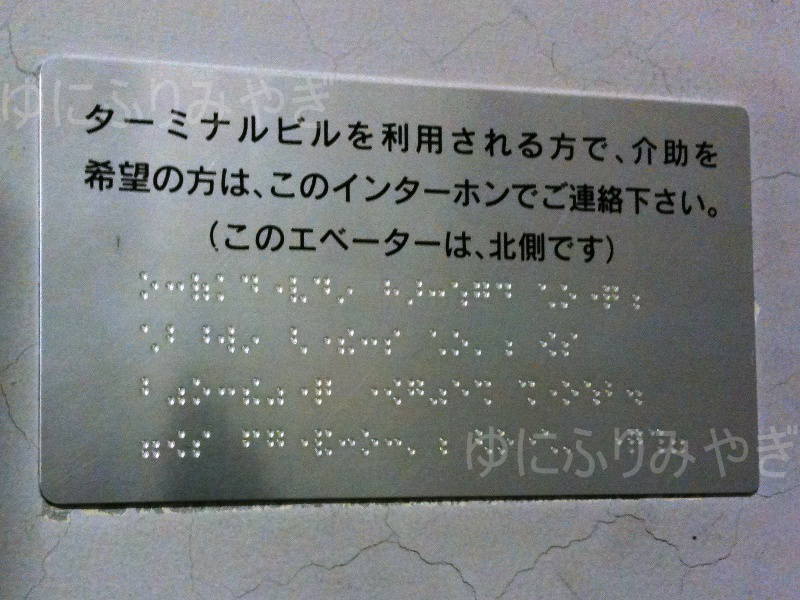 ゆにふりみやぎ
ターミナルビルを利用される方で、介助を
希望の方は、このインターホンでご連絡下さい。
(このエベーターは、北側です)
ゆにふりみやぎ